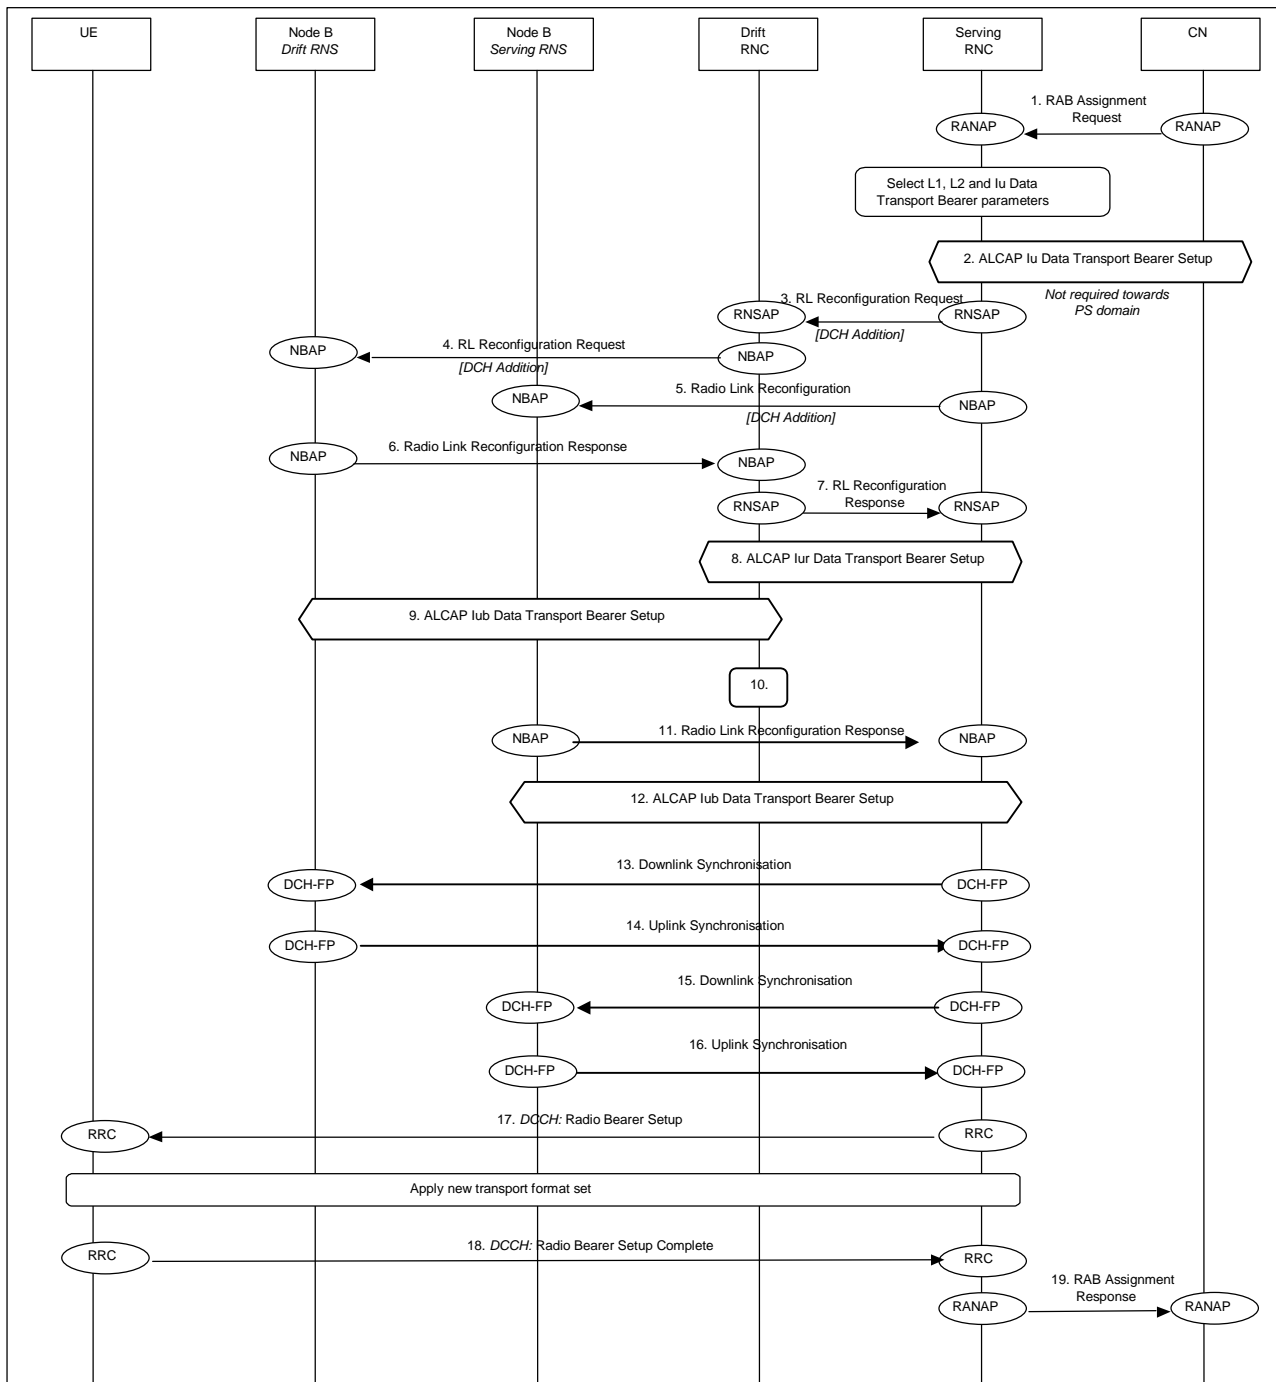 UE
Node B
Drift RNS
Node B
Serving RNS
Drift
RNC
Serving
RNC
CN
1. RAB Assignment
Request
RANAP
RANAP
Select L1, L2 and Iu Data
Transport Bearer parameters
2. ALCAP Iu Data Transport Bearer Setup
Not required towards
PS domain
3. RL Reconfiguration Request
RNSAP
RNSAP
[DCH Addition]
4. RL Reconfiguration Request
NBAP
NBAP
[DCH Addition]
5. Radio Link Reconfiguration
NBAP
NBAP
[DCH Addition]
6. Radio Link Reconfiguration Response
NBAP
NBAP
7. RL Reconfiguration
Response
RNSAP
RNSAP
8. ALCAP Iur Data Transport Bearer Setup
9. ALCAP Iub Data Transport Bearer Setup
10.
11. Radio Link Reconfiguration Response
NBAP
NBAP
12. ALCAP Iub Data Transport Bearer Setup
13. Downlink Synchronisation
DCH-FP
DCH-FP
14. Uplink Synchronisation
DCH-FP
DCH-FP
15. Downlink Synchronisation
DCH-FP
DCH-FP
16. Uplink Synchronisation
DCH-FP
DCH-FP
17. DCCH: Radio Bearer Setup
RRC
RRC
Apply new transport format set
18. DCCH: Radio Bearer Setup Complete
RRC
RRC
19. RAB Assignment
Response
RANAP
RANAP